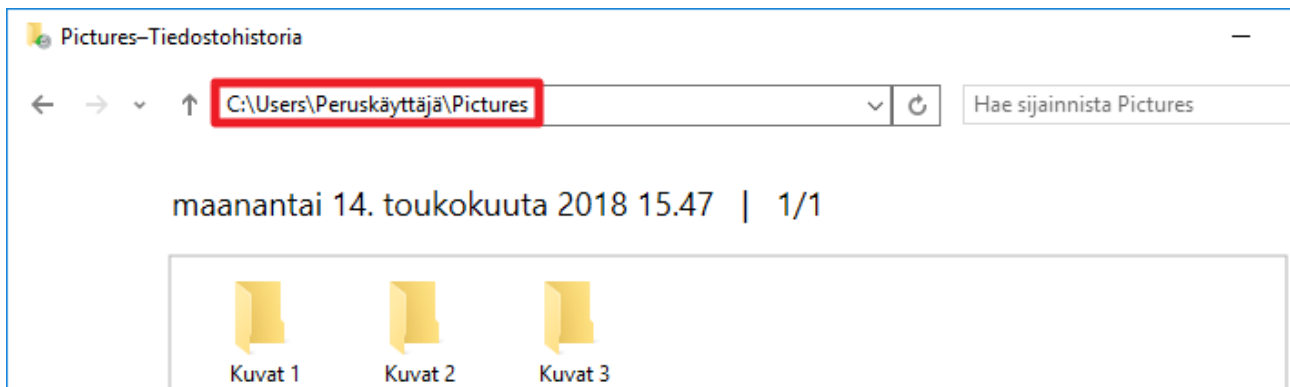 Pictures–Tiedostohistoria
C:\Users\Peruskäyttäjä\Pictures
Hae sijainnista Pictures
maanantai 14. toukokuuta 2018 15.47 | 1/1
Kuvat 1
Kuvat 2
Kuvat 3